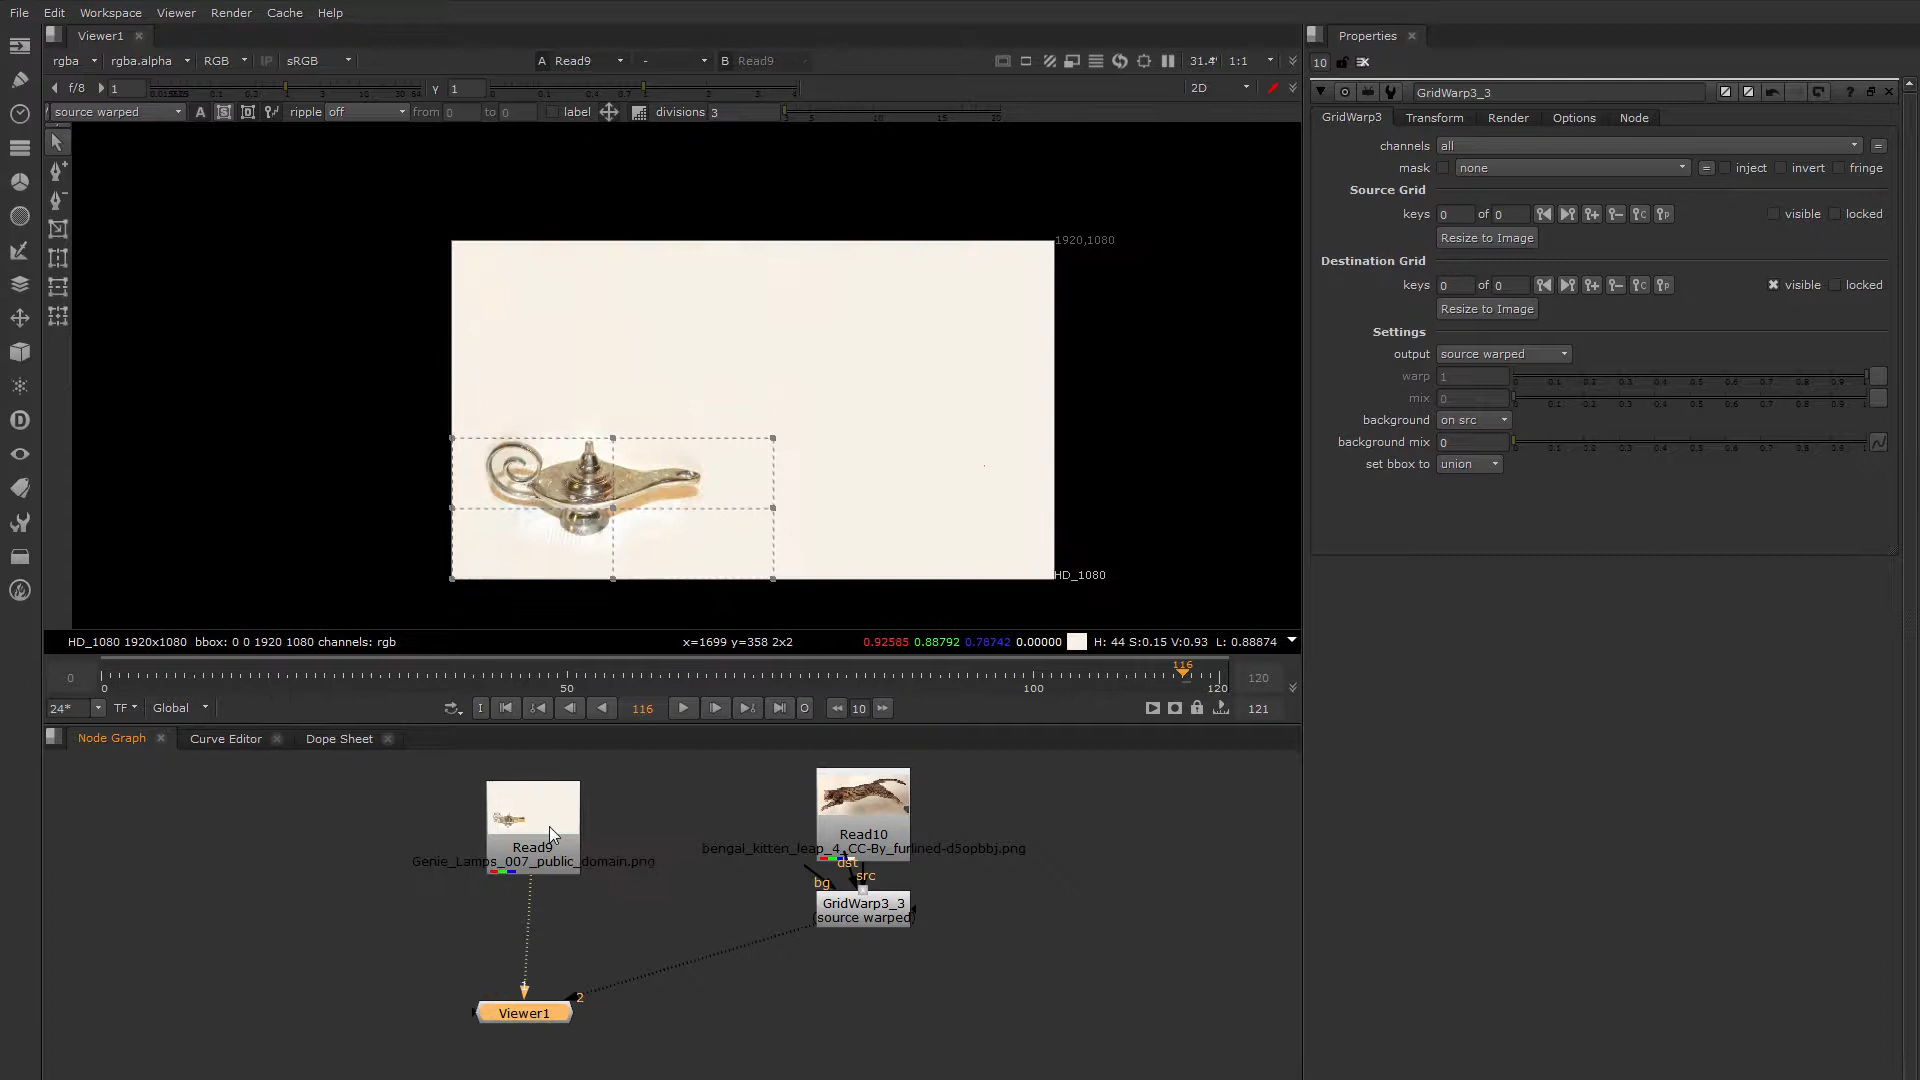 File Edit Workspace Viewer Render Cache Help
Viewer1
Properties
rgba rgba.alpha RGB IP sRGB A Read9 - B Read9 1:1
10
f/8 1 Y 1 2D
GridWarp3_3
source warped A S D ripple off from 0 to 0 label divisions 3
GridWarp3 Transform Render Options Node
channels all =
mask none = inject invert fringe
Source Grid
keys 0 of 0 visible locked
Resize to Image
Destination Grid
keys 0 of 0 visible locked
Resize to Image
Settings
output source warped
warp 1
mix 0
background on src
background mix 0
set bbox to union
1920,1080
HD_1080
HD_1080 1920x1080 bbox: 0 0 1920 1080 channels: rgb x=1699 y=358 2x2 0.92585 0.88792 0.78742 0.00000 H: 44 S:0.15 V:0.93 L: 0.88874
0 0 50 100 116 120 120
24* TF Global I 116 O 10 121
Node Graph Curve Editor Dope Sheet
Read9
Genie_Lamps_007_public_domain.png
Read10
bengal_kitten_leap_4_CC-By_furlined-d5opbbj.png
dst
src
bg
GridWarp3_3
(source warped)
2
Viewer1